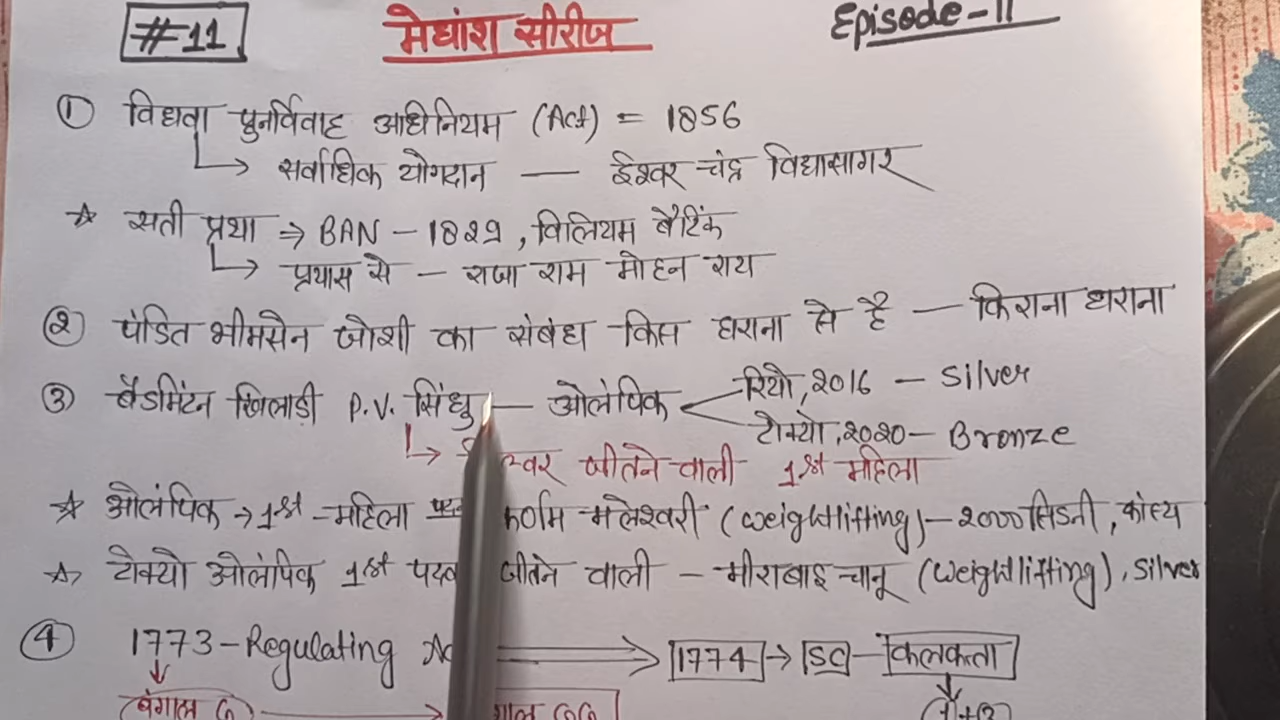 #11 मेघांश सीरीज Episode-11
① विधवा पुनर्विवाह अधिनियम (Act) = 1856
↳ सर्वाधिक योगदान — ईश्वर चंद्र विद्यासागर
☆ सती प्रथा ⇒ BAN - 1829, विलियम बैटिंक
↳ प्रयास से - राजा राम मोहन राय
② पंडित भीमसेन जोशी का संबंध किस घराना से है — किराना घराना
③ बैडमिंटन खिलाड़ी P.V. सिंधु — ओलंपिक
रियो, 2016 - Silver
टोक्यो, 2020 - Bronze
↳ जीतने वाली 1st महिला
☆ ओलंपिक → 1st - महिला मलेश्वरी (weightlifting) - 2000 सिडनी, कांस्य
☆ टोक्यो ओलंपिक 1st जीतने वाली - मीराबाइ चानू (weightlifting), Silver
④ 1773 - Regulating ⇒ 1774 → SC - कलकत्ता
बंगाल G → GG